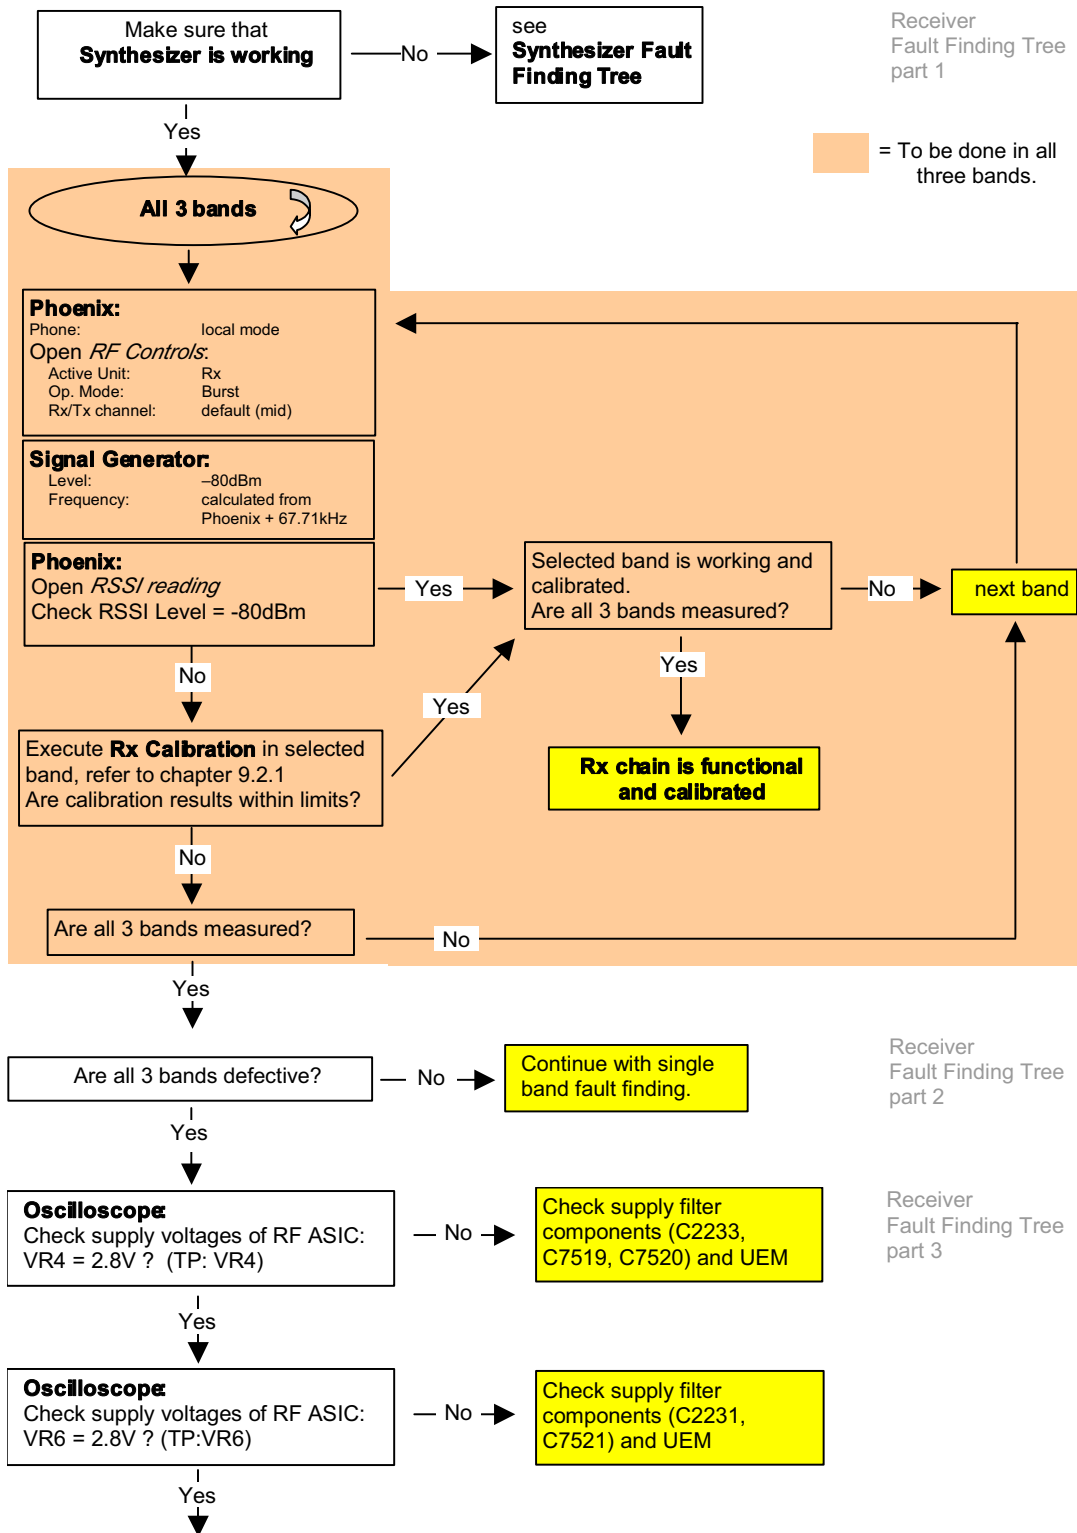 Make sure that
Synthesizer is working
No
see
Synthesizer Fault
Finding Tree
Receiver
Fault Finding Tree
part 1
Yes
= To be done in all
three bands.
All 3 bands
Phoenix:
Phone: local mode
Open RF Controls:
Active Unit: Rx
Op. Mode: Burst
Rx/Tx channel: default (mid)
Signal Generator:
Level: –80dBm
Frequency: calculated from
Phoenix + 67.71kHz
Phoenix:
Open RSSI reading
Check RSSI Level = -80dBm
Yes
Selected band is working and
calibrated.
Are all 3 bands measured?
No
next band
No
Yes
Yes
Execute Rx Calibration in selected
band, refer to chapter 9.2.1
Are calibration results within limits?
Rx chain is functional
and calibrated
No
Are all 3 bands measured?
No
Yes
Are all 3 bands defective?
No
Continue with single
band fault finding.
Receiver
Fault Finding Tree
part 2
Yes
Oscilloscope:
Check supply voltages of RF ASIC:
VR4 = 2.8V ? (TP: VR4)
No
Check supply filter
components (C2233,
C7519, C7520) and UEM
Receiver
Fault Finding Tree
part 3
Yes
Oscilloscope:
Check supply voltages of RF ASIC:
VR6 = 2.8V ? (TP:VR6)
No
Check supply filter
components (C2231,
C7521) and UEM
Yes